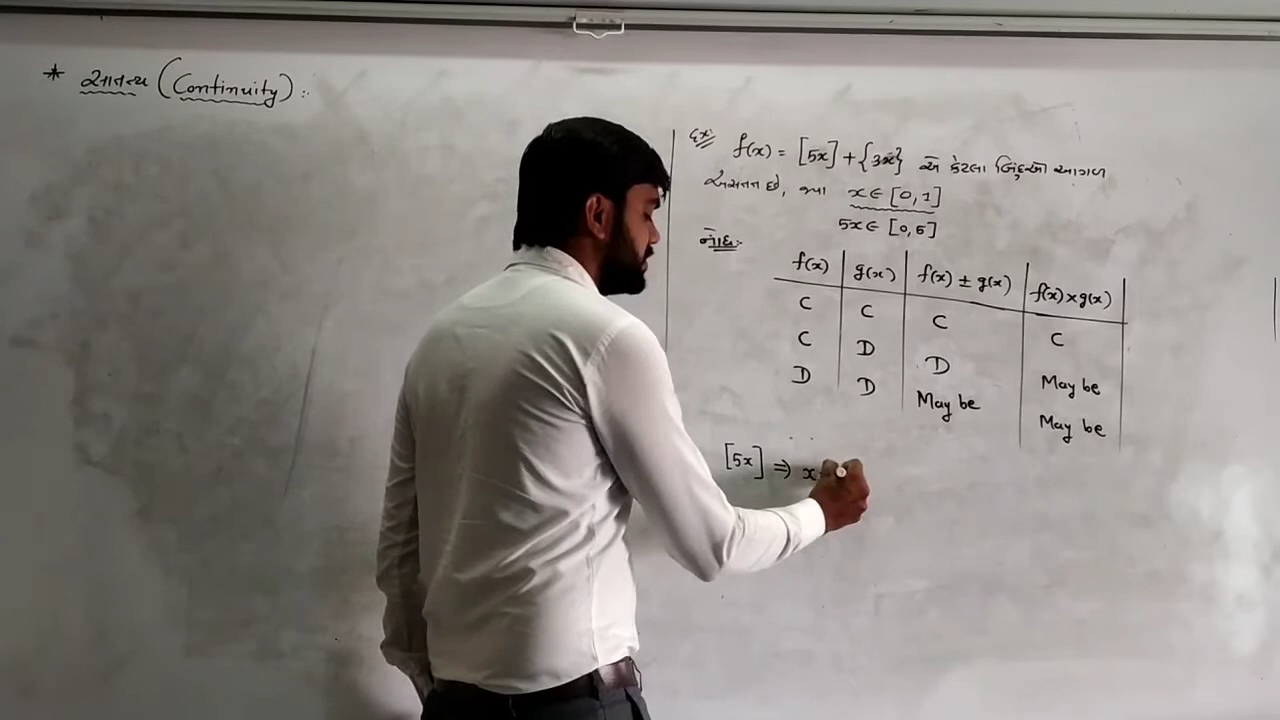 * સાતત્ય (Continuity) :
Ex: f(x) = [5x] + {3x} એ કેટલા બિંદુઓ આગળ
અસતત છે, જ્યાં x ∈ [0,1]
5x ∈ [0,5]
નોંધ:
f(x) g(x) f(x) ± g(x) f(x) × g(x)
C C C C
C D D May be
D D May be May be
[5x] ⇒ x